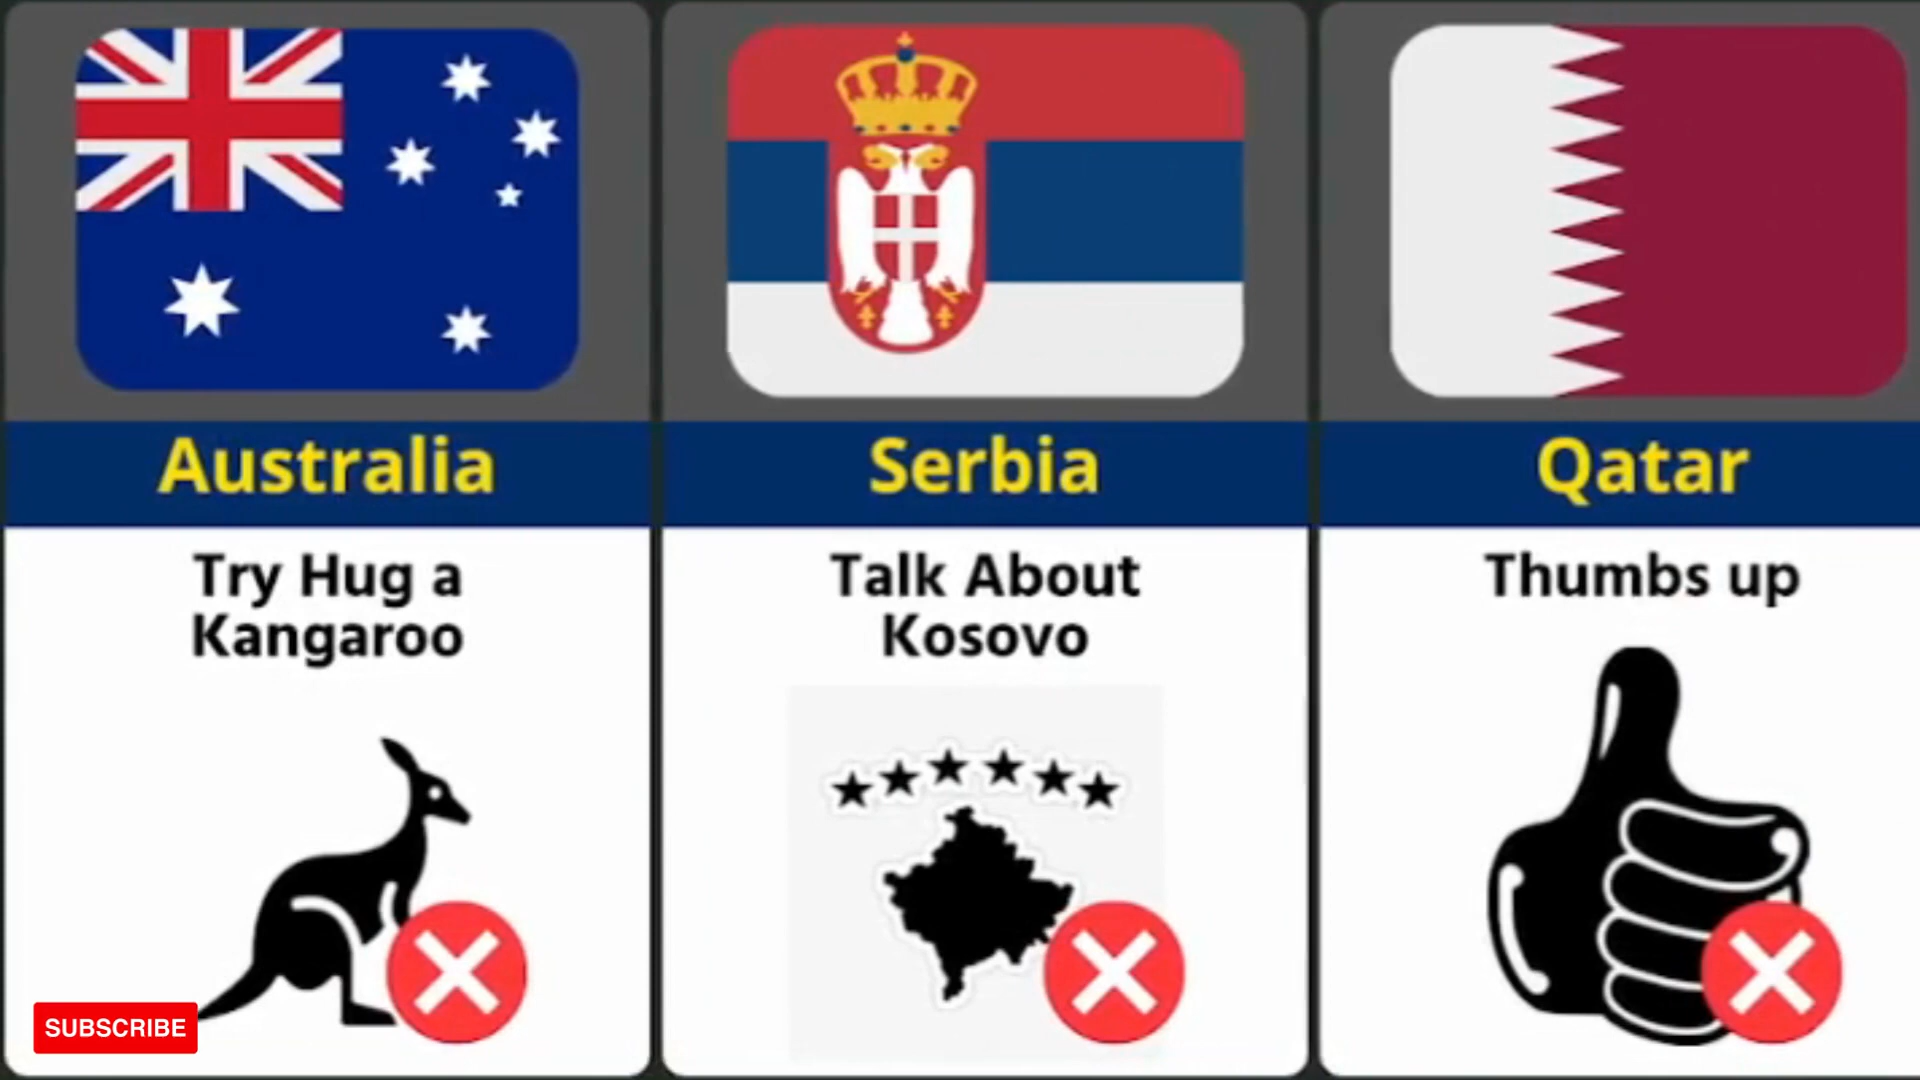 Australia
Try Hug a
Kangaroo
Serbia
Talk About
Kosovo
Qatar
Thumbs up
SUBSCRIBE